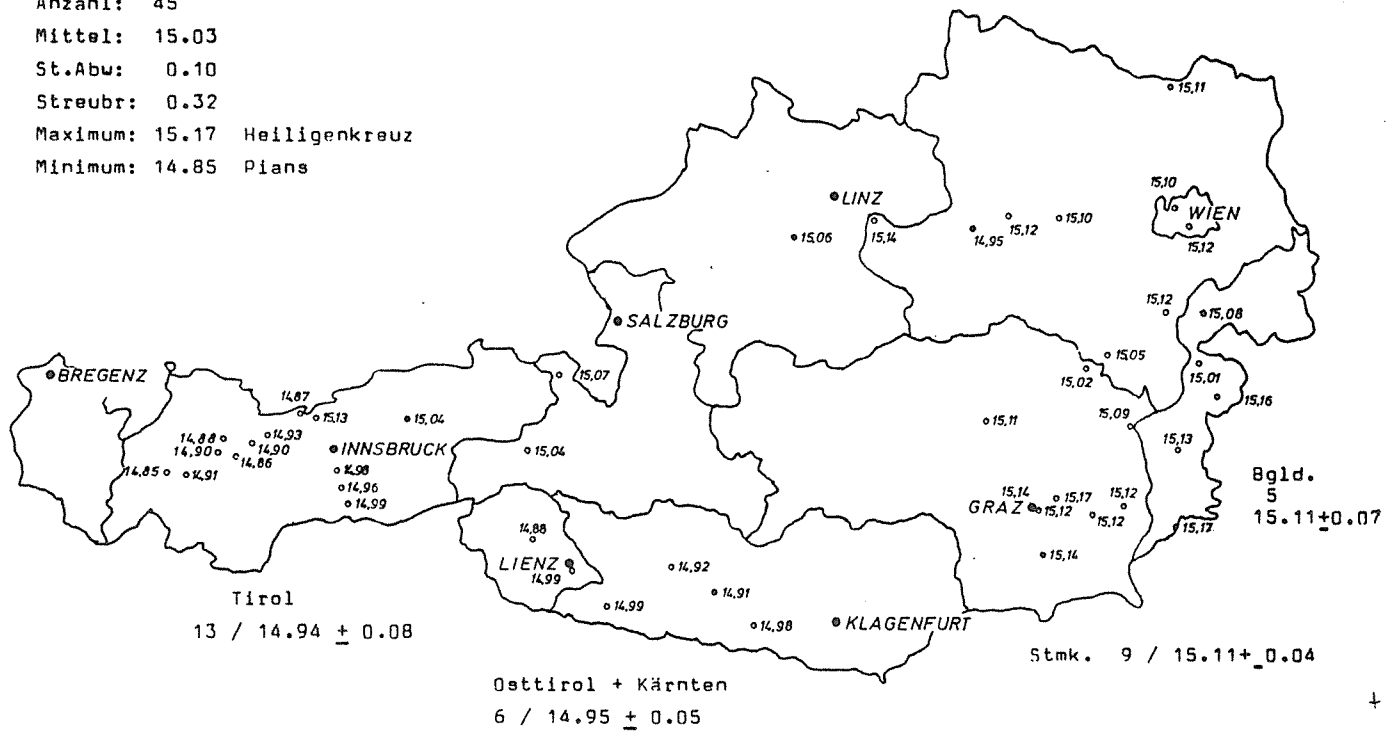 Anzahl: 45
Mittel: 15.03
St.Abw: 0.10
Streubr: 0.32
Maximum: 15.17 Heiligenkreuz
Minimum: 14.85 Pians
15,11
15,10
WIEN
15,12
LINZ
15,14
15,06
14,95
15,12
15,10
SALZBURG
15,12
15,08
15,05
15,02
15,01
15,16
BREGENZ
15,07
14,87
15,13
15,04
15,11
15,09
14,93
14,88
14,90
14,90
14,86
INNSBRUCK
15,04
15,13
14,85
14,91
14,98
14,96
14,99
Bgld.
5
15.11±0.07
15,14
GRAZ
15,12
15,17
15,12
15,12
15,17
15,14
14,88
LIENZ
14,99
14,92
14,91
14,99
14,98
KLAGENFURT
Tirol
13 / 14.94 ± 0.08
Stmk. 9 / 15.11±0.04
Osttirol + Kärnten
6 / 14.95 ± 0.05